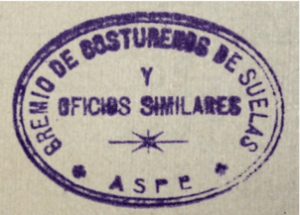 GREMIO DE COSTUREROS DE SUELAS
Y
OFICIOS SIMILARES
ASPE